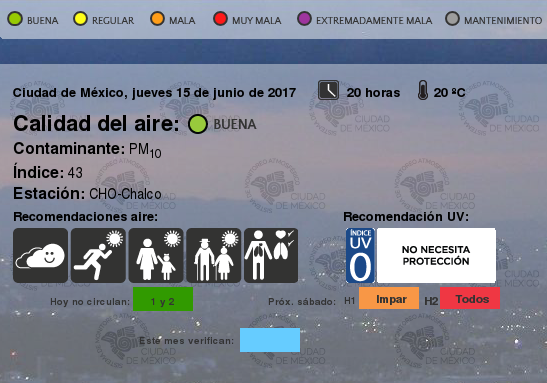 BUENA REGULAR MALA MUY MALA EXTREMADAMENTE MALA MANTENIMIENTO
Ciudad de México, jueves 15 de junio de 2017 20 horas 20 ºC
Calidad del aire: BUENA
Contaminante: PM10
Índice: 43
Estación: CHO-Chalco
Recomendaciones aire: Recomendación UV:
ÍNDICE
UV
0
NO NECESITA
PROTECCIÓN
Hoy no circulan: 1 y 2 Próx. sábado: H1 Impar H2 Todos
Este mes verifican:
CIUDAD
DE MÉXICO